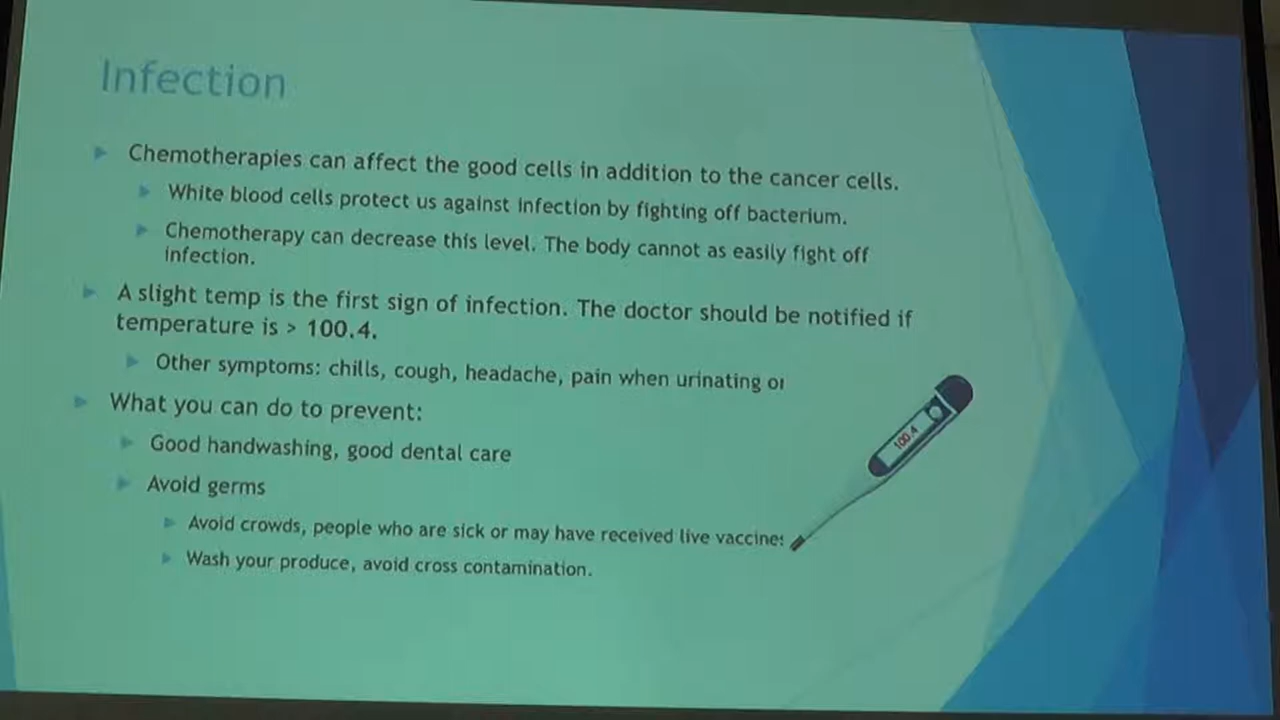 Infection
Chemotherapies can affect the good cells in addition to the cancer cells.
White blood cells protect us against infection by fighting off bacterium.
Chemotherapy can decrease this level. The body cannot as easily fight off
infection.
A slight temp is the first sign of infection. The doctor should be notified if
temperature is > 100.4.
Other symptoms: chills, cough, headache, pain when urinating
What you can do to prevent:
Good handwashing, good dental care
100.4
Avoid germs
Avoid crowds, people who are sick or may have received live
Wash your produce, avoid cross contamination.